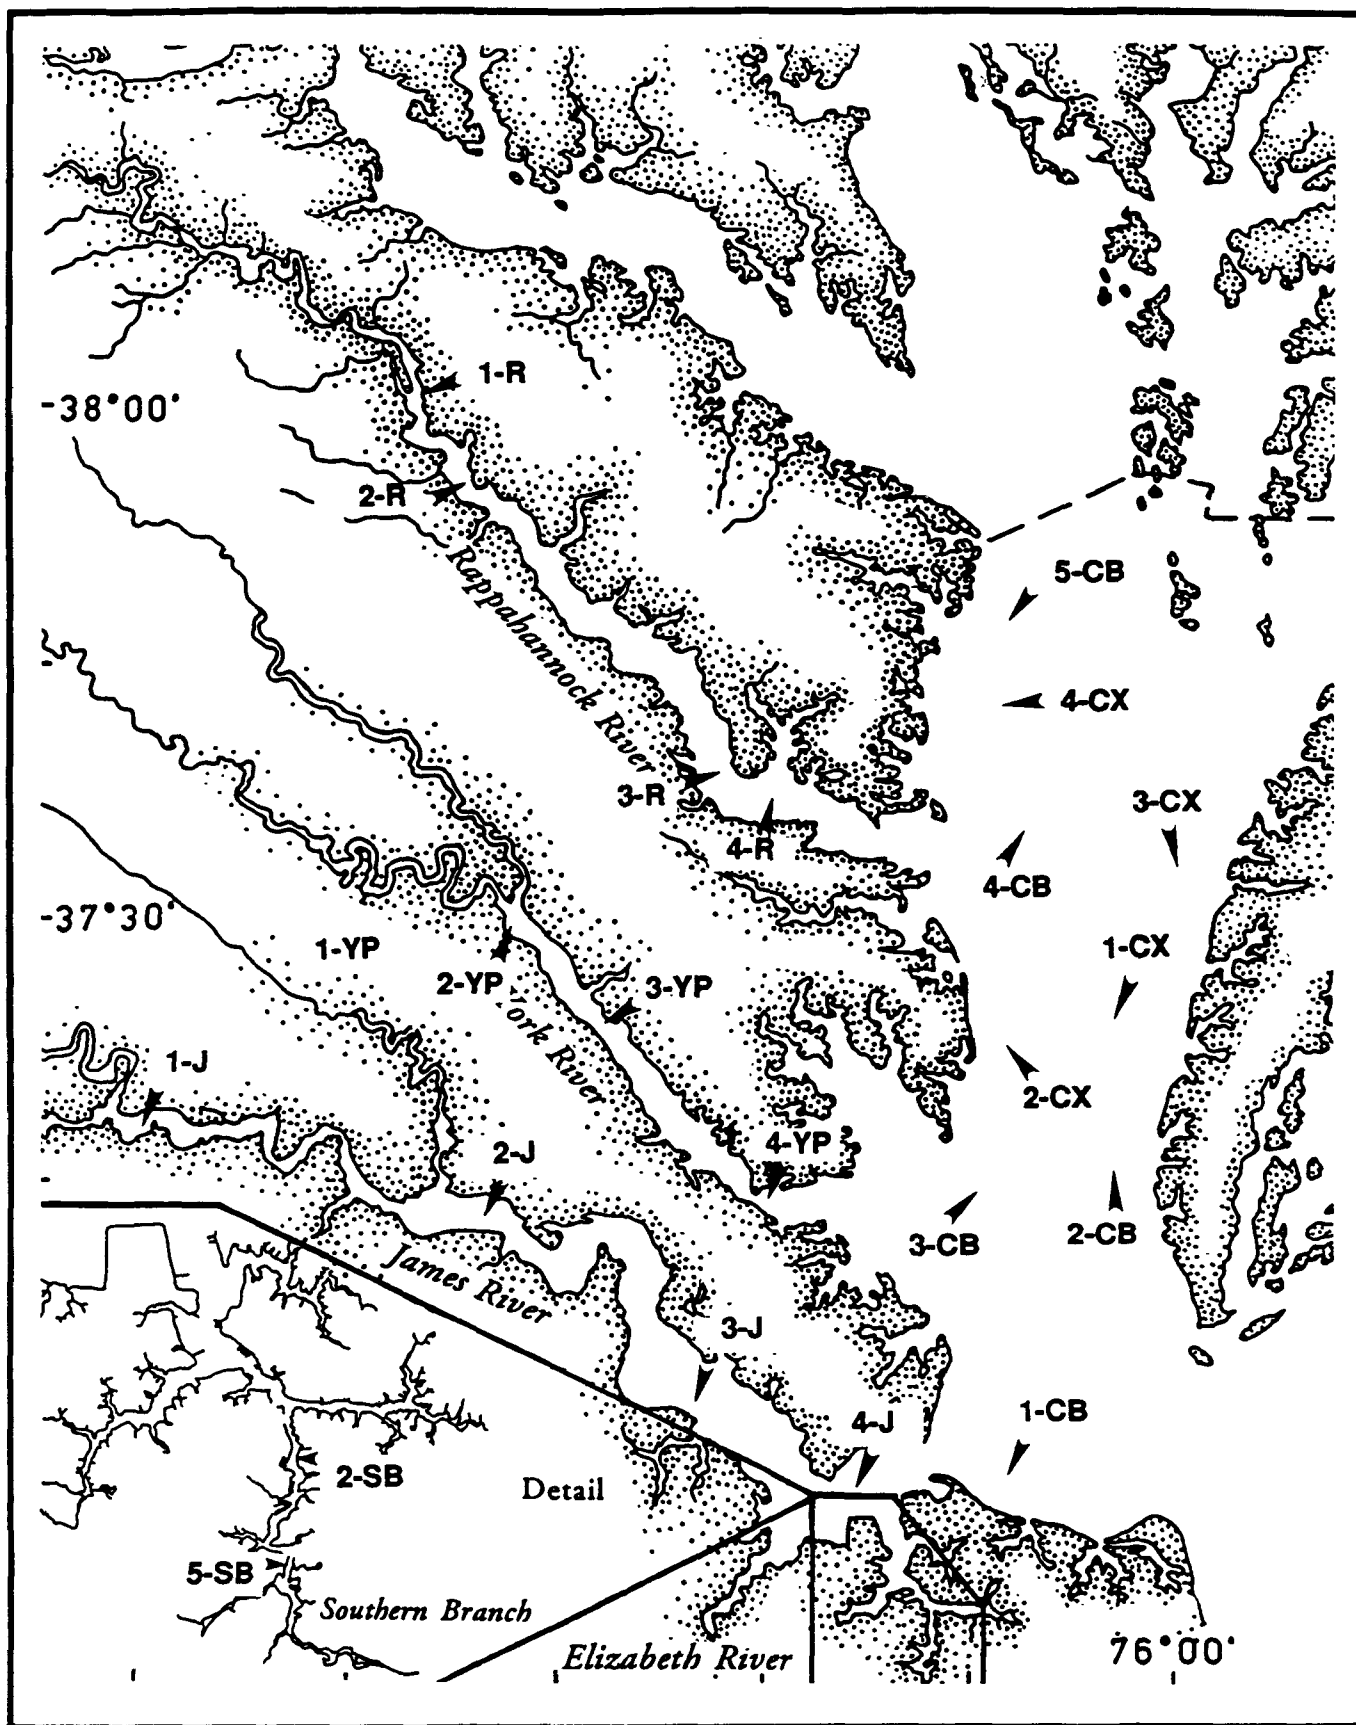 1-R
-38°00'
2-R
5-CB
Rappahannock River
4-CX
3-R
3-CX
4-R
4-CB
-37°30'
1-YP
1-CX
2-YP
3-YP
York River
1-J
2-CX
2-J
4-YP
3-CB
2-CB
James River
3-J
4-J
1-CB
2-SB
Detail
5-SB
Southern Branch
Elizabeth River
76°00'